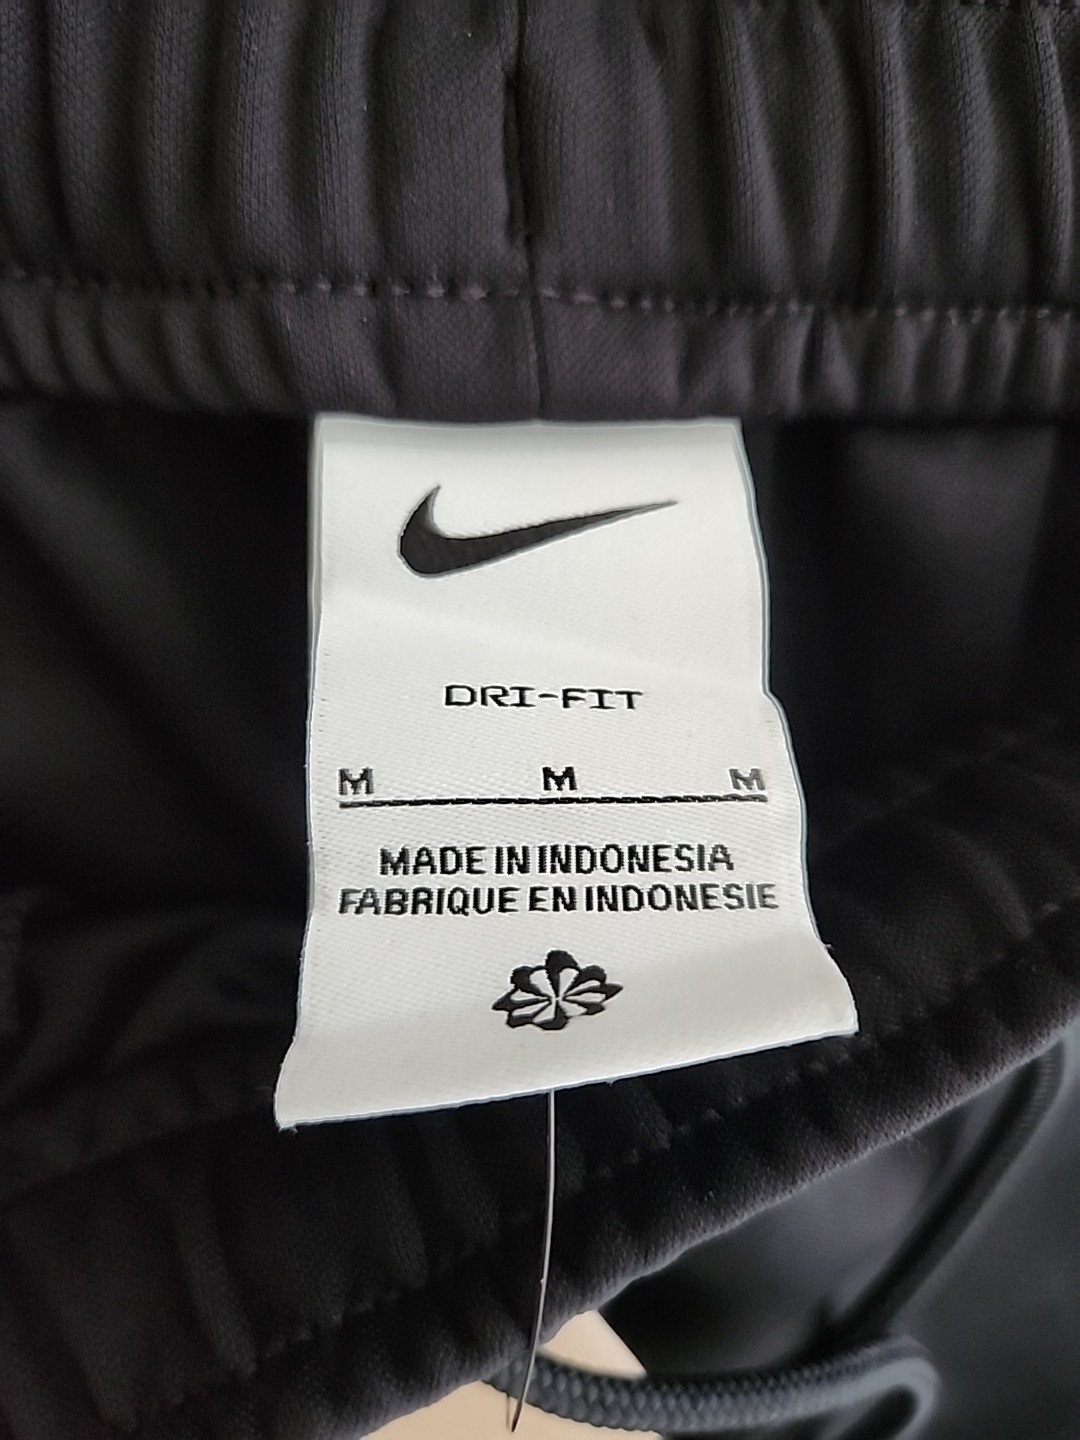 DRI-FIT
M M M
MADE IN INDONESIA
FABRIQUE EN INDONESIE